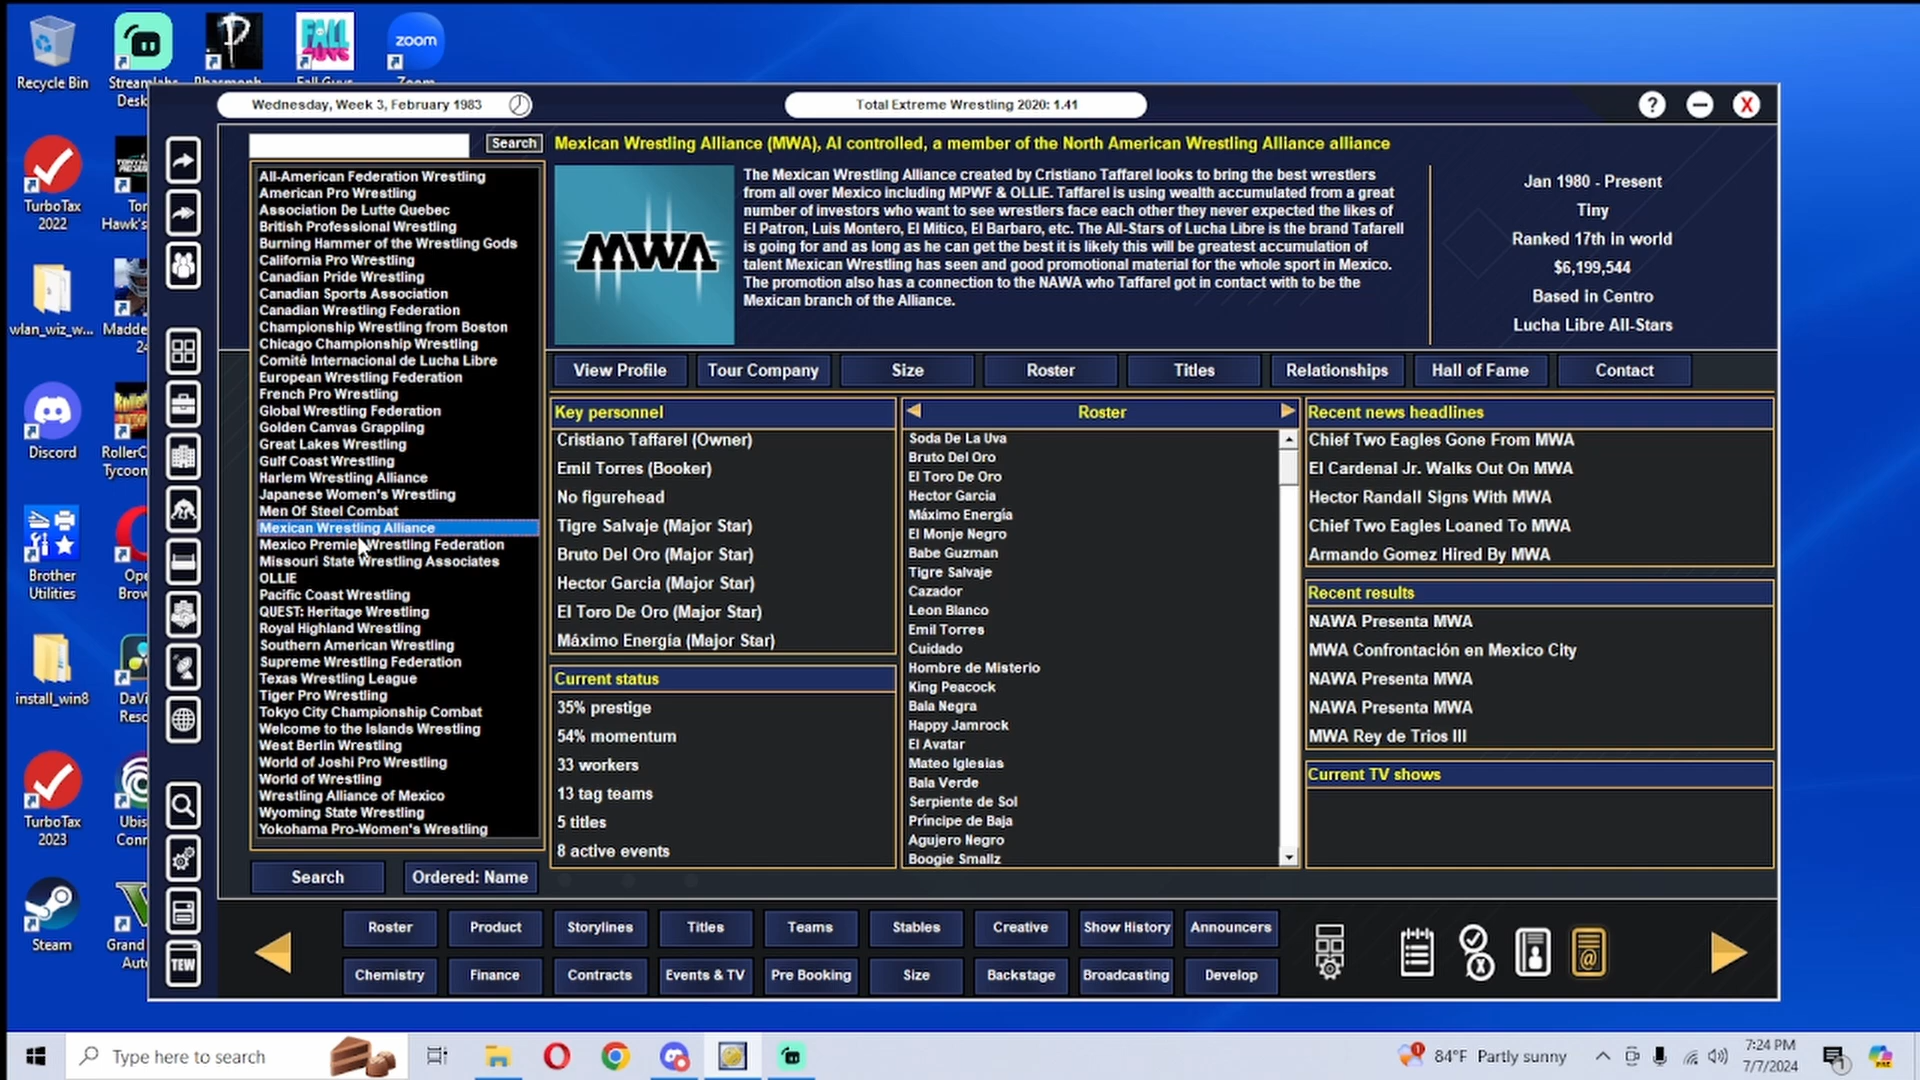 Recycle Bin
Streamlabs
Desk
Phasmoph
Fall Guys
zoom
Zoom
FALL
GUYS
TurboTax
2022
Tor
Hawk's
wlan_wiz_w...
Madde
24
Discord
RollerC
Tycoon
Brother
Utilities
Ope
Brow
install_win8
DaVi
Reso
TurboTax
2023
Ubis
Conn
Steam
Grand
Auto
Wednesday, Week 3, February 1983
Total Extreme Wrestling 2020: 1.41
?
X
Search
Mexican Wrestling Alliance (MWA), AI controlled, a member of the North American Wrestling Alliance alliance
All-American Federation Wrestling
American Pro Wrestling
Association De Lutte Quebec
British Professional Wrestling
Burning Hammer of the Wrestling Gods
California Pro Wrestling
Canadian Pride Wrestling
Canadian Sports Association
Canadian Wrestling Federation
Championship Wrestling from Boston
Chicago Championship Wrestling
Comité Internacional de Lucha Libre
European Wrestling Federation
French Pro Wrestling
Global Wrestling Federation
Golden Canvas Grappling
Great Lakes Wrestling
Gulf Coast Wrestling
Harlem Wrestling Alliance
Japanese Women's Wrestling
Men Of Steel Combat
Mexican Wrestling Alliance
Mexico Premier Wrestling Federation
Missouri State Wrestling Associates
OLLIE
Pacific Coast Wrestling
QUEST: Heritage Wrestling
Royal Highland Wrestling
Southern American Wrestling
Supreme Wrestling Federation
Texas Wrestling League
Tiger Pro Wrestling
Tokyo City Championship Combat
Welcome to the Islands Wrestling
West Berlin Wrestling
World of Joshi Pro Wrestling
World of Wrestling
Wrestling Alliance of Mexico
Wyoming State Wrestling
Yokohama Pro-Women's Wrestling
Search
Ordered: Name
MWA
The Mexican Wrestling Alliance created by Cristiano Taffarel looks to bring the best wrestlers
from all over Mexico including MPWF & OLLIE. Taffarel is using wealth accumulated from a great
number of investors who want to see wrestlers face each other they never expected the likes of
El Patron, Luis Montero, El Mitico, El Barbaro, etc. The All-Stars of Lucha Libre is the brand Tafarell
is going for and as long as he can get the best it is likely this will be greatest accumulation of
talent Mexican Wrestling has seen and good promotional material for the whole sport in Mexico.
The promotion also has a connection to the NAWA who Taffarel got in contact with to be the
Mexican branch of the Alliance.
Jan 1980 - Present
Tiny
Ranked 17th in world
$6,199,544
Based in Centro
Lucha Libre All-Stars
View Profile
Tour Company
Size
Roster
Titles
Relationships
Hall of Fame
Contact
Key personnel
Cristiano Taffarel (Owner)
Emil Torres (Booker)
No figurehead
Tigre Salvaje (Major Star)
Bruto Del Oro (Major Star)
Hector Garcia (Major Star)
El Toro De Oro (Major Star)
Máximo Energía (Major Star)
Current status
35% prestige
54% momentum
33 workers
13 tag teams
5 titles
8 active events
Roster
Soda De La Uva
Bruto Del Oro
El Toro De Oro
Hector Garcia
Máximo Energía
El Monje Negro
Babe Guzman
Tigre Salvaje
Cazador
Leon Blanco
Emil Torres
Cuidado
Hombre de Misterio
King Peacock
Bala Negra
Happy Jamrock
El Avatar
Mateo Iglesias
Bala Verde
Serpiente de Sol
Príncipe de Baja
Agujero Negro
Boogie Smallz
Recent news headlines
Chief Two Eagles Gone From MWA
El Cardenal Jr. Walks Out On MWA
Hector Randall Signs With MWA
Chief Two Eagles Loaned To MWA
Armando Gomez Hired By MWA
Recent results
NAWA Presenta MWA
MWA Confrontación en Mexico City
NAWA Presenta MWA
NAWA Presenta MWA
MWA Rey de Trios III
Current TV shows
TEW
Roster
Product
Storylines
Titles
Teams
Stables
Creative
Show History
Announcers
Chemistry
Finance
Contracts
Events & TV
Pre Booking
Size
Backstage
Broadcasting
Develop
Type here to search
84°F Partly sunny
7:24 PM
7/7/2024